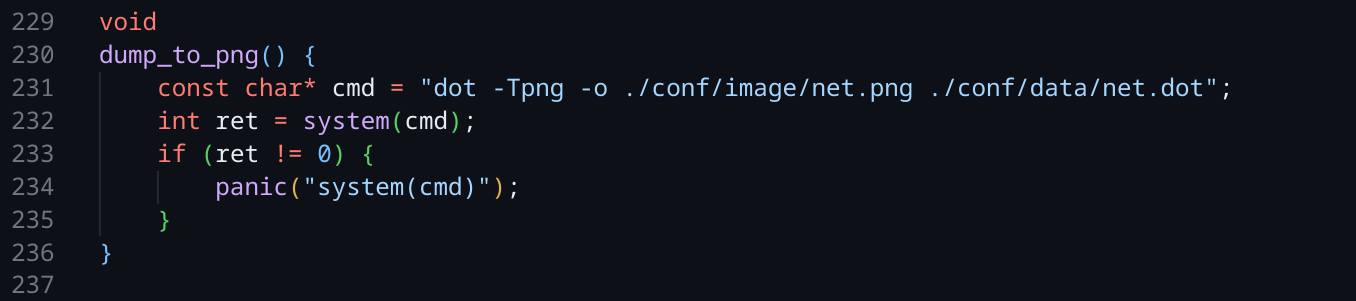 229 void
230 dump_to_png() {
231     const char* cmd = "dot -Tpng -o ./conf/image/net.png ./conf/data/net.dot";
232     int ret = system(cmd);
233     if (ret != 0) {
234         panic("system(cmd)");
235     }
236 }
237